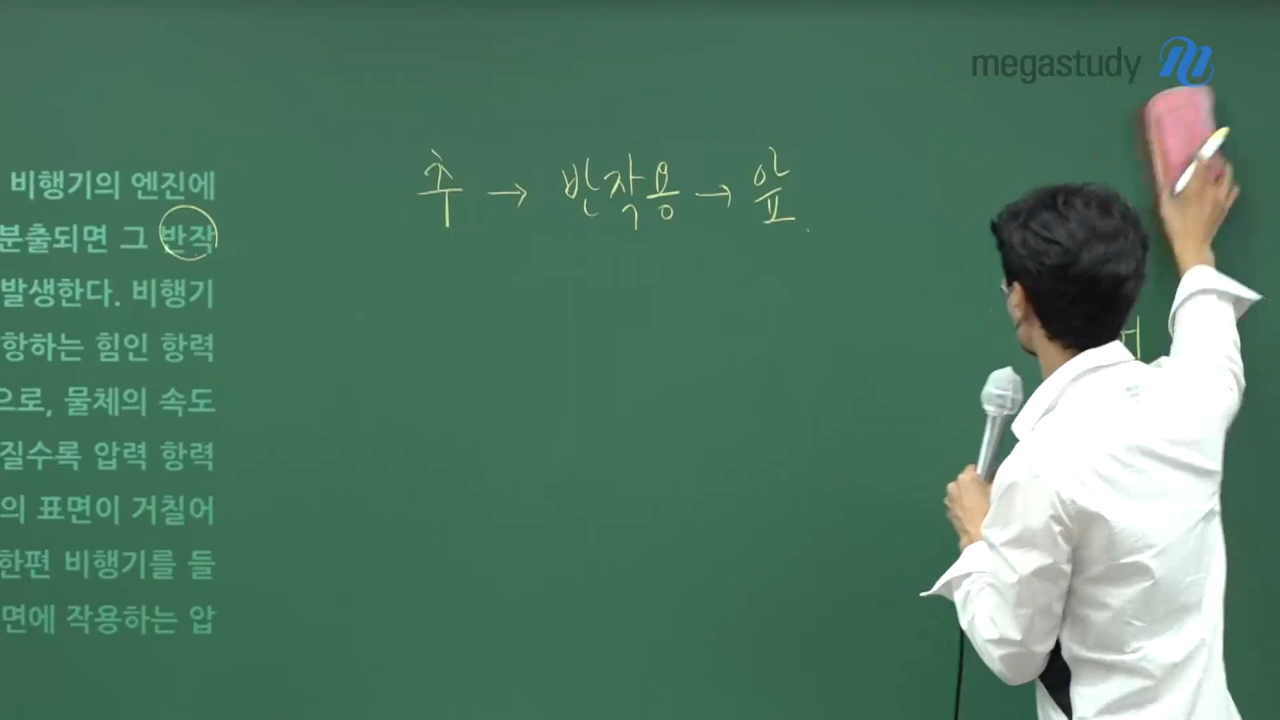 megastudy
추 → 반작용 → 앞
비행기의 엔진에
분출되면 그 반작
발생한다. 비행기
항하는 힘인 항력
으로, 물체의 속도
질수록 압력 항력
의 표면이 거칠어
한편 비행기를 들
면에 작용하는 압